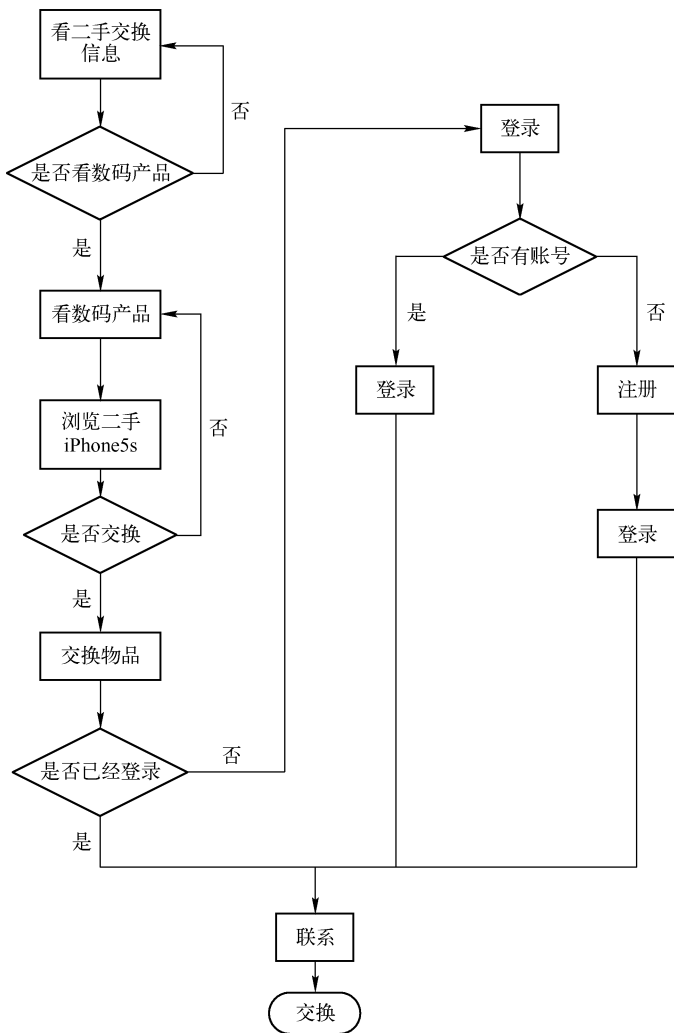 看二手交换
信息
否
是否看数码产品
是
看数码产品
浏览二手
iPhone5s
否
是否交换
是
交换物品
是否已经登录
否
是
登录
是否有账号
是
否
登录
注册
登录
联系
交换